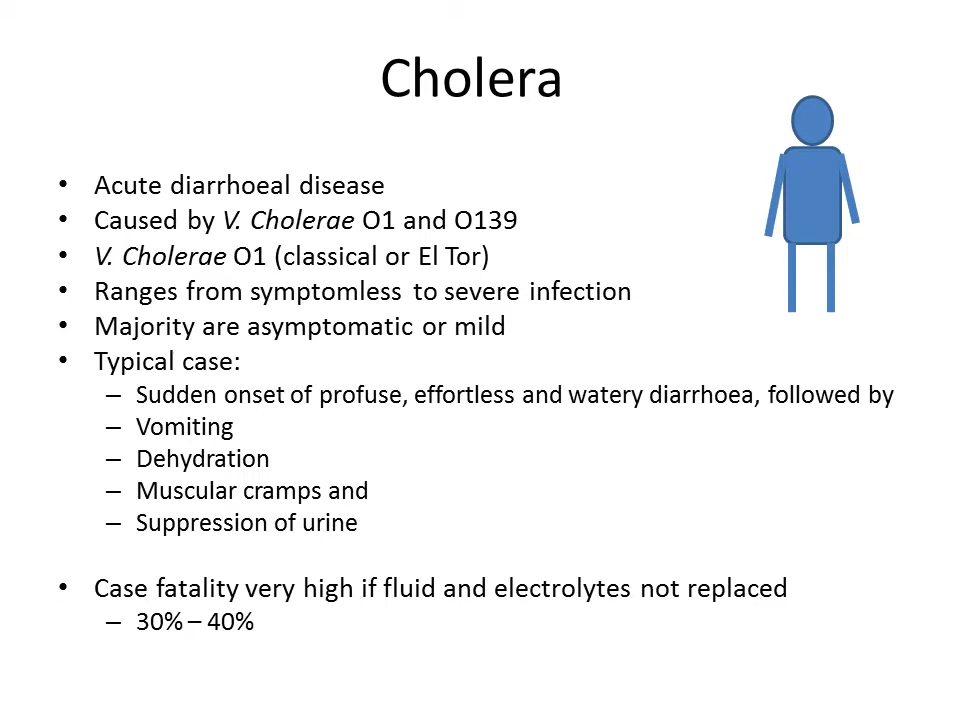 Cholera
• Acute diarrhoeal disease
• Caused by V. Cholerae O1 and O139
• V. Cholerae O1 (classical or El Tor)
• Ranges from symptomless to severe infection
• Majority are asymptomatic or mild
• Typical case:
– Sudden onset of profuse, effortless and watery diarrhoea, followed by
– Vomiting
– Dehydration
– Muscular cramps and
– Suppression of urine
• Case fatality very high if fluid and electrolytes not replaced
– 30% – 40%